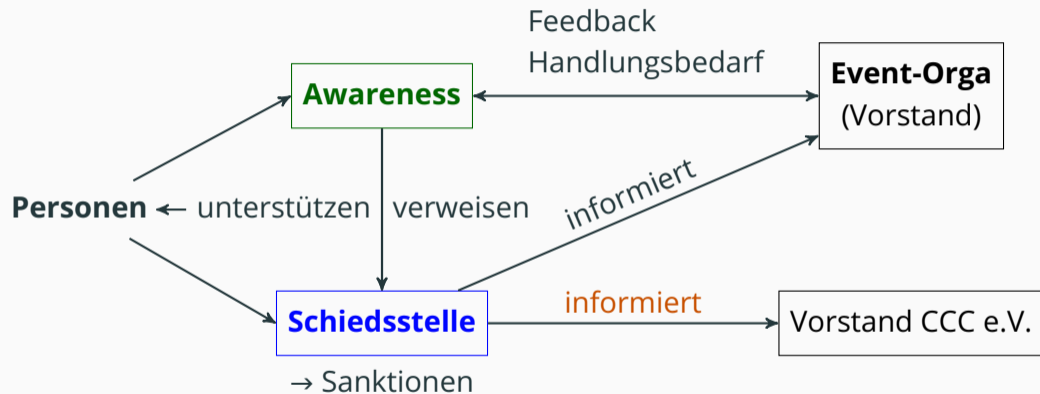 Feedback
Handlungsbedarf
Awareness
Event-Orga
(Vorstand)
informiert
Personen ← unterstützen verweisen
informiert
Schiedsstelle
Vorstand CCC e.V.
→ Sanktionen